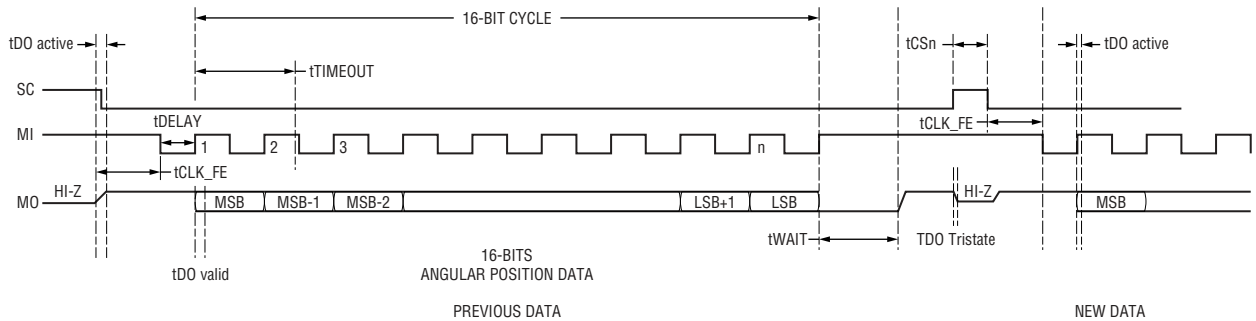 16-BIT CYCLE
tDO active
tCSn
tDO active
tTIMEOUT
SC
tDELAY
tCLK_FE
MI
1
2
3
n
tCLK_FE
HI-Z
HI-Z
MO
MSB
MSB-1
MSB-2
LSB+1
LSB
MSB
tWAIT
TDO Tristate
tDO valid
16-BITS
ANGULAR POSITION DATA
PREVIOUS DATA
NEW DATA